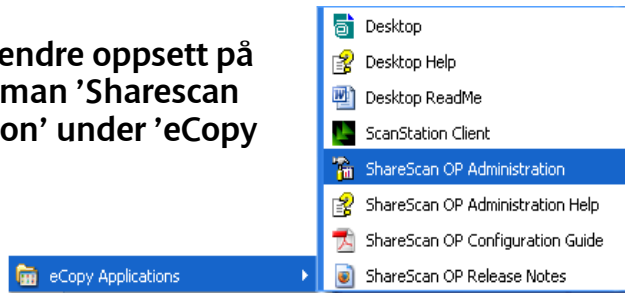 endre oppsett på
man ’Sharescan
on’ under ’eCopy
Desktop
Desktop Help
Desktop ReadMe
ScanStation Client
ShareScan OP Administration
ShareScan OP Administration Help
ShareScan OP Configuration Guide
ShareScan OP Release Notes
eCopy Applications